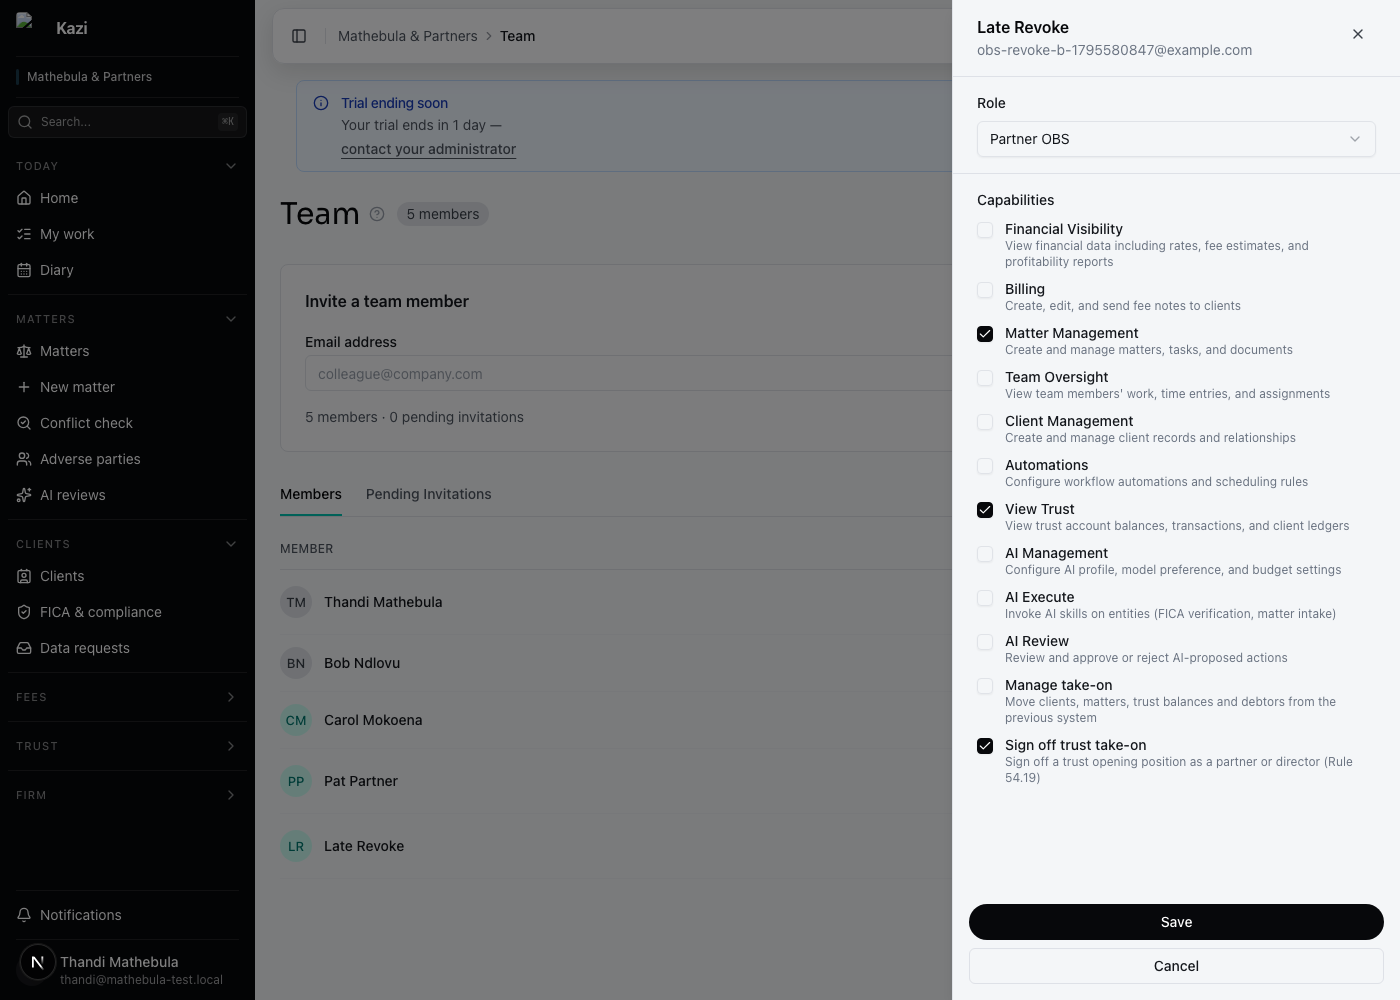 Kazi
Mathebula & Partners
Search...
⌘K
TODAY
Home
My work
Diary
MATTERS
Matters
New matter
Conflict check
Adverse parties
AI reviews
CLIENTS
Clients
FICA & compliance
Data requests
FEES
TRUST
FIRM
Notifications
N
Thandi Mathebula
thandi@mathebula-test.local
Mathebula & Partners > Team
Trial ending soon
Your trial ends in 1 day —
contact your administrator
Team
5 members
Invite a team member
Email address
colleague@company.com
5 members · 0 pending invitations
Members
Pending Invitations
MEMBER
TM Thandi Mathebula
BN Bob Ndlovu
CM Carol Mokoena
PP Pat Partner
LR Late Revoke
Late Revoke
obs-revoke-b-1795580847@example.com
Role
Partner OBS
Capabilities
Financial Visibility
View financial data including rates, fee estimates, and
profitability reports
Billing
Create, edit, and send fee notes to clients
Matter Management
Create and manage matters, tasks, and documents
Team Oversight
View team members' work, time entries, and assignments
Client Management
Create and manage client records and relationships
Automations
Configure workflow automations and scheduling rules
View Trust
View trust account balances, transactions, and client ledgers
AI Management
Configure AI profile, model preference, and budget settings
AI Execute
Invoke AI skills on entities (FICA verification, matter intake)
AI Review
Review and approve or reject AI-proposed actions
Manage take-on
Move clients, matters, trust balances and debtors from the
previous system
Sign off trust take-on
Sign off a trust opening position as a partner or director (Rule
54.19)
Save
Cancel